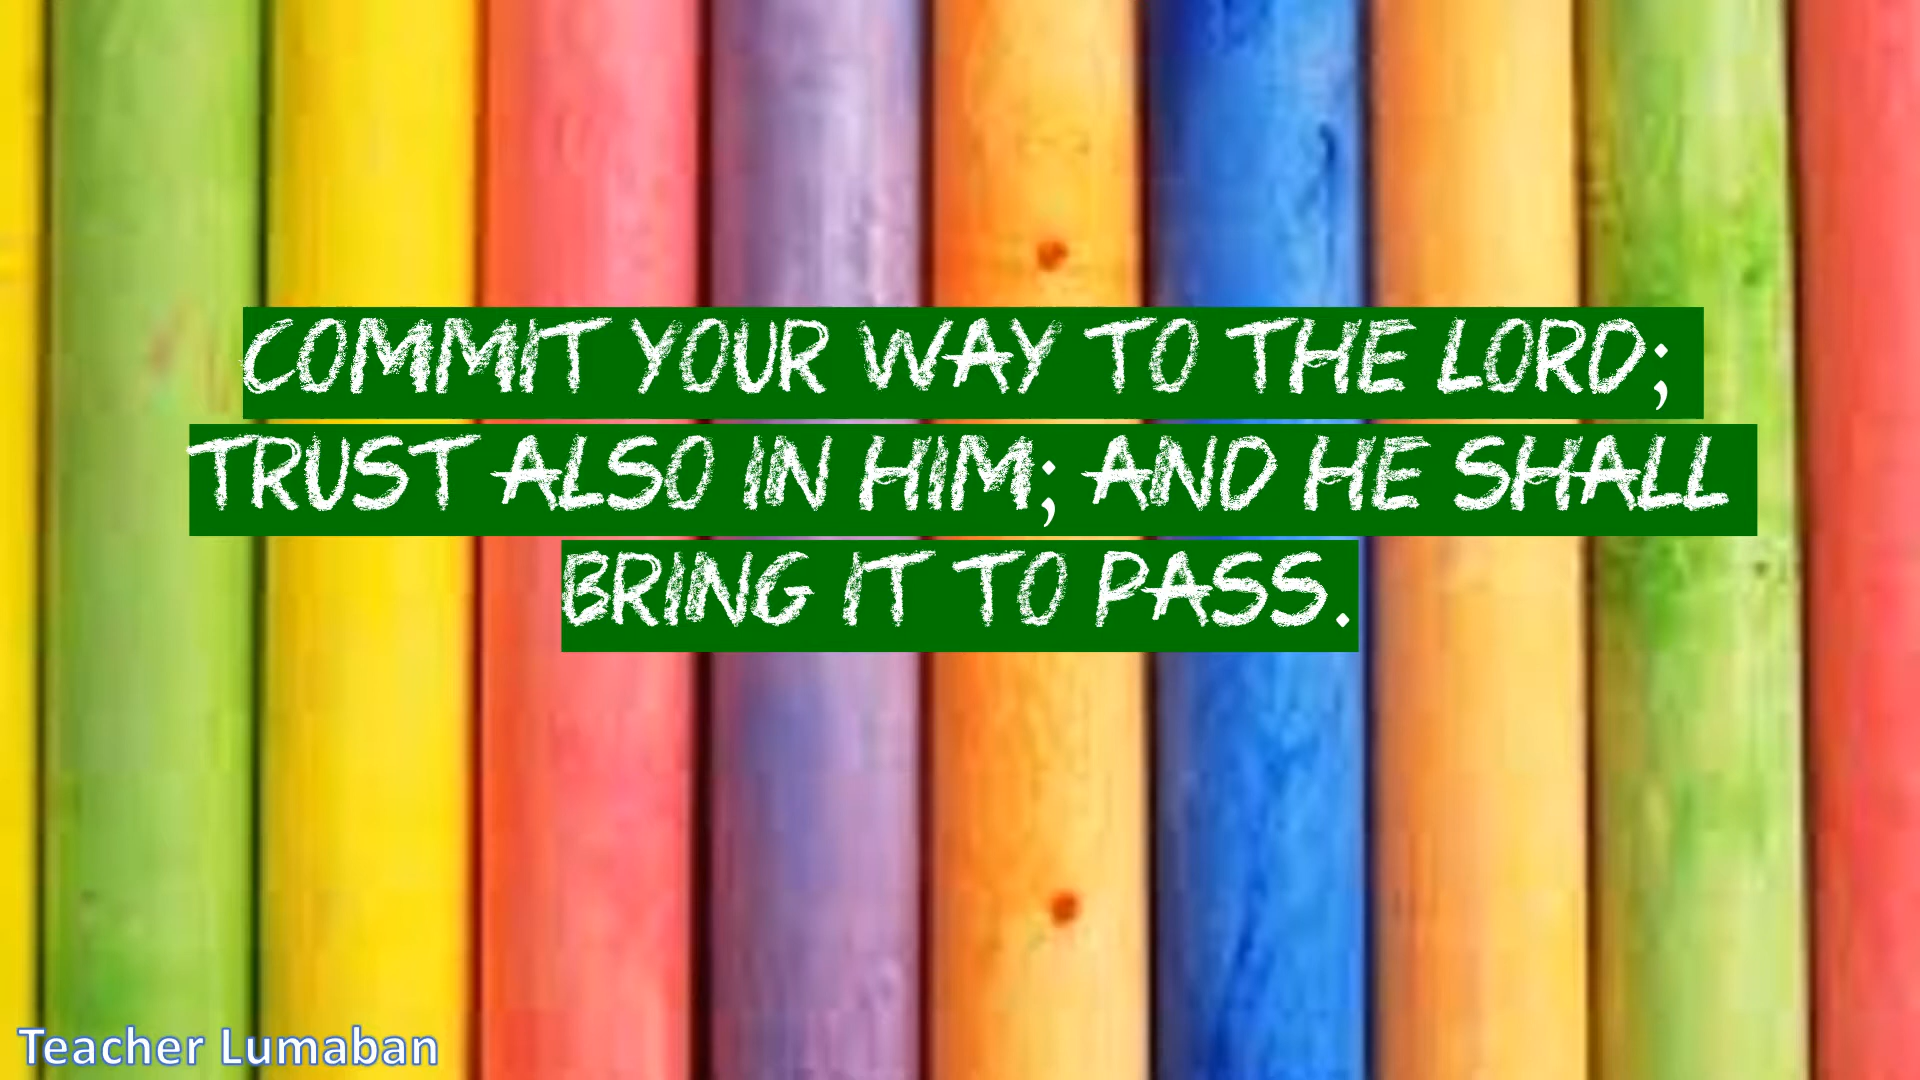 COMMIT YOUR WAY TO THE LORD;
TRUST ALSO IN HIM; AND HE SHALL
BRING IT TO PASS.
Teacher Lumaban